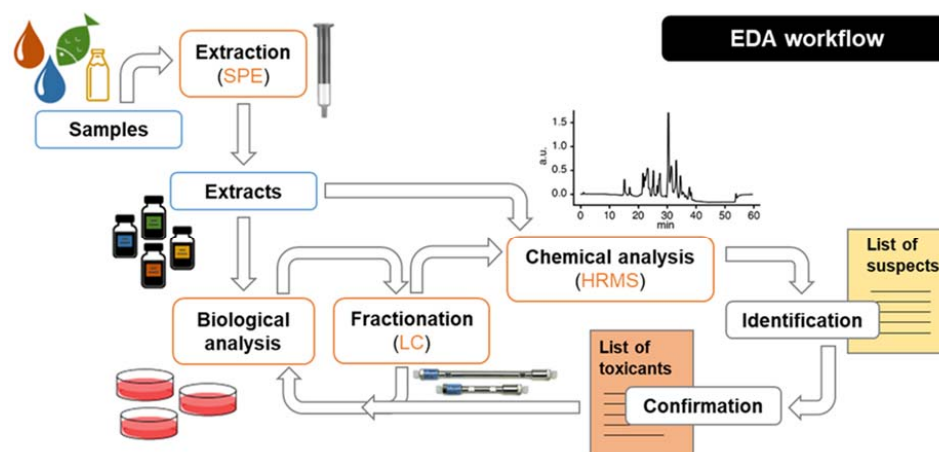 EDA workflow
Extraction
(SPE)
Samples
Extracts
a.u.
1.5
1.0
0.5
0.0
0 10 20 30 40 50 60
min
Chemical analysis
(HRMS)
List of
suspects
Biological
analysis
Fractionation
(LC)
Identification
List of
toxicants
Confirmation